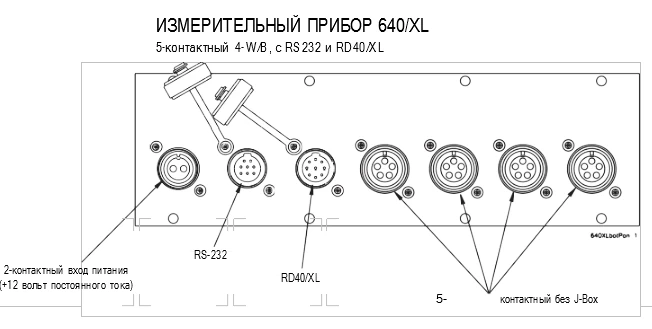 ИЗМЕРИТЕЛЬНЫЙ ПРИБОР 640/XL
5-контактный 4-W/B, с RS232 и RD40/XL
640XLbotPan 1
RS-232
2-контактный вход питания
(+12 вольт постоянного тока)
RD40/XL
5- контактный без J-Box